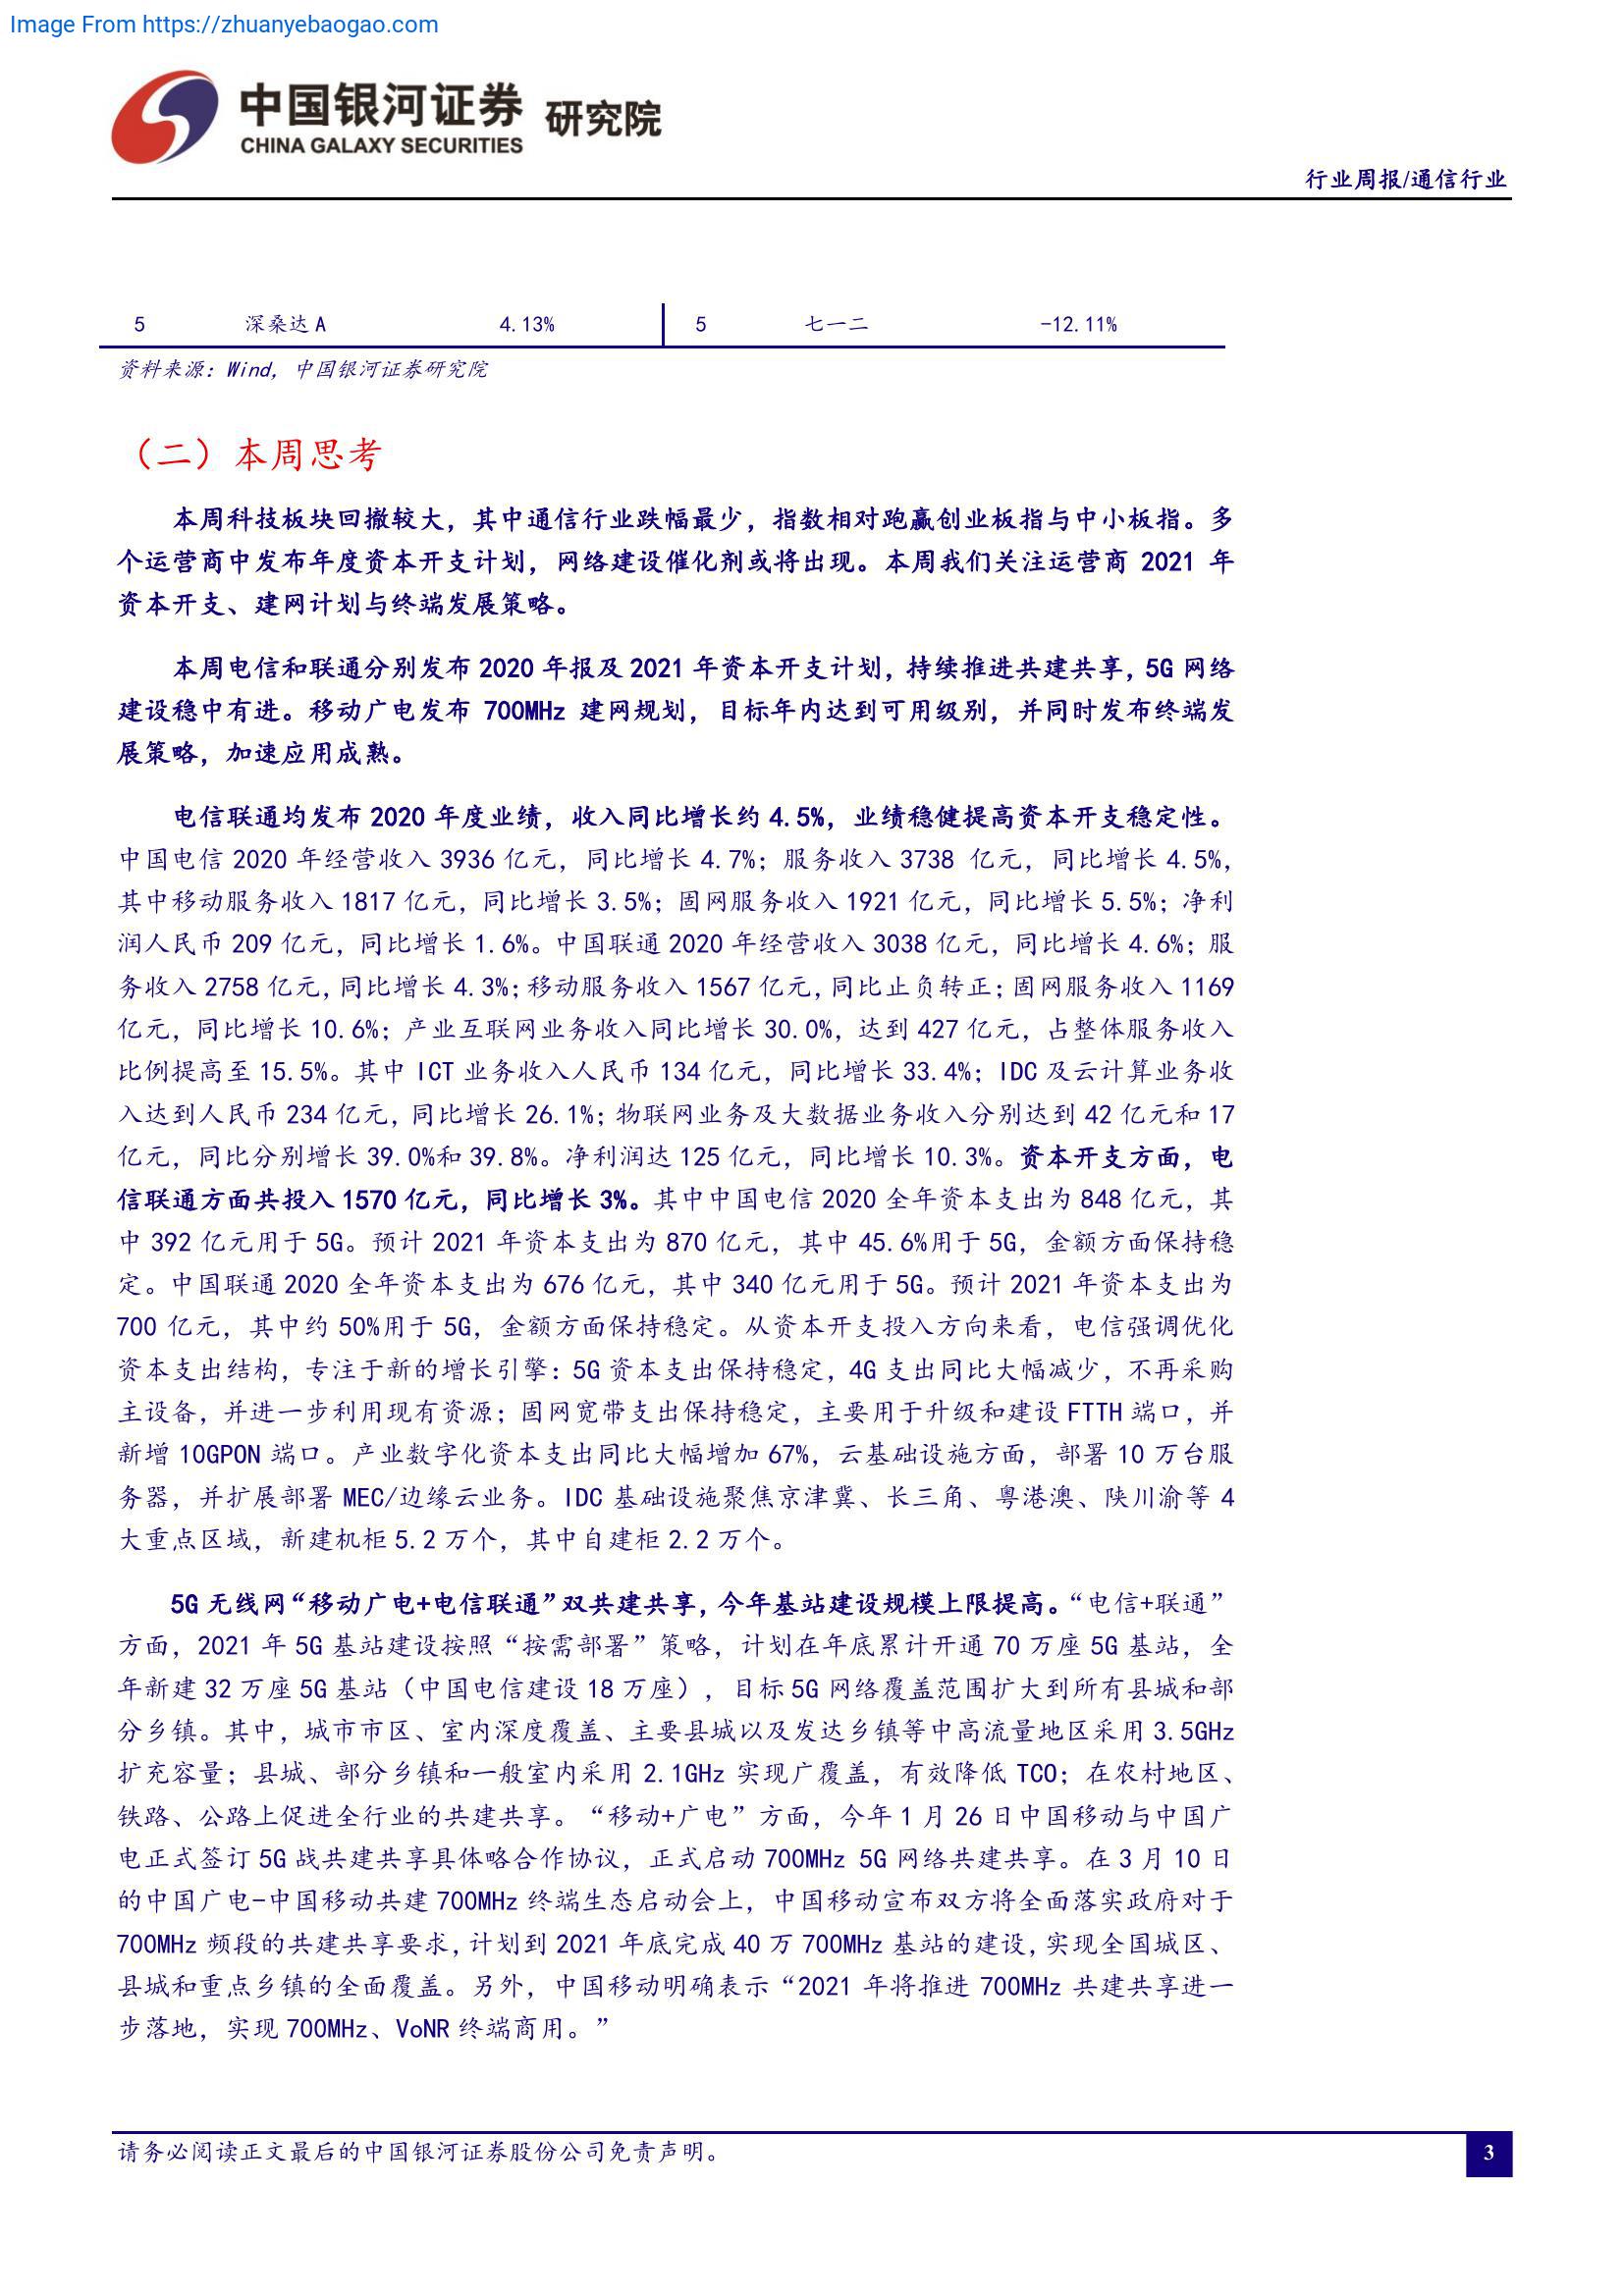 Image From https://zhuanyebaogao.com
中国银河证券 研究院
CHINA GALAXY SECURITIES
行业周报/通信行业
5 深桑达 A 4.13% 5 七一二 -12.11%
资料来源：Wind，中国银河证券研究院
（二）本周思考
本周科技板块回撤较大，其中通信行业跌幅最少，指数相对跑赢创业板指与中小板指。多
个运营商中发布年度资本开支计划，网络建设催化剂或将出现。本周我们关注运营商 2021 年
资本开支、建网计划与终端发展策略。
本周电信和联通分别发布 2020 年报及 2021 年资本开支计划，持续推进共建共享，5G 网络
建设稳中有进。移动广电发布 700MHz 建网规划，目标年内达到可用级别，并同时发布终端发
展策略，加速应用成熟。
电信联通均发布 2020 年度业绩，收入同比增长约 4.5%，业绩稳健提高资本开支稳定性。
中国电信 2020 年经营收入 3936 亿元，同比增长 4.7%；服务收入 3738 亿元，同比增长 4.5%，
其中移动服务收入 1817 亿元，同比增长 3.5%；固网服务收入 1921 亿元，同比增长 5.5%；净利
润人民币 209 亿元，同比增长 1.6%。中国联通 2020 年经营收入 3038 亿元，同比增长 4.6%；服
务收入 2758 亿元，同比增长 4.3%；移动服务收入 1567 亿元，同比止负转正；固网服务收入 1169
亿元，同比增长 10.6%；产业互联网业务收入同比增长 30.0%，达到 427 亿元，占整体服务收入
比例提高至 15.5%。其中 ICT 业务收入人民币 134 亿元，同比增长 33.4%；IDC 及云计算业务收
入达到人民币 234 亿元，同比增长 26.1%；物联网业务及大数据业务收入分别达到 42 亿元和 17
亿元，同比分别增长 39.0%和 39.8%。净利润达 125 亿元，同比增长 10.3%。资本开支方面，电
信联通方面共投入 1570 亿元，同比增长 3%。其中中国电信 2020 全年资本支出为 848 亿元，其
中 392 亿元用于 5G。预计 2021 年资本支出为 870 亿元，其中 45.6%用于 5G，金额方面保持稳
定。中国联通 2020 全年资本支出为 676 亿元，其中 340 亿元用于 5G。预计 2021 年资本支出为
700 亿元，其中约 50%用于 5G，金额方面保持稳定。从资本开支投入方向来看，电信强调优化
资本支出结构，专注于新的增长引擎：5G 资本支出保持稳定，4G 支出同比大幅减少，不再采购
主设备，并进一步利用现有资源；固网宽带支出保持稳定，主要用于升级和建设 FTTH 端口，并
新增 10GPON 端口。产业数字化资本支出同比大幅增加 67%，云基础设施方面，部署 10 万台服
务器，并扩展部署 MEC/边缘云业务。IDC 基础设施聚焦京津冀、长三角、粤港澳、陕川渝等 4
大重点区域，新建机柜 5.2 万个，其中自建柜 2.2 万个。
5G 无线网“移动广电+电信联通”双共建共享，今年基站建设规模上限提高。“电信+联通”
方面，2021 年 5G 基站建设按照“按需部署”策略，计划在年底累计开通 70 万座 5G 基站，全
年新建 32 万座 5G 基站（中国电信建设 18 万座），目标 5G 网络覆盖范围扩大到所有县城和部
分乡镇。其中，城市市区、室内深度覆盖、主要县城以及发达乡镇等中高流量地区采用 3.5GHz
扩充容量；县城、部分乡镇和一般室内采用 2.1GHz 实现广覆盖，有效降低 TCO；在农村地区、
铁路、公路上促进全行业的共建共享。“移动+广电”方面，今年 1 月 26 日中国移动与中国广
电正式签订 5G 战共建共享具体略合作协议，正式启动 700MHz 5G 网络共建共享。在 3 月 10 日
的中国广电-中国移动共建 700MHz 终端生态启动会上，中国移动宣布双方将全面落实政府对于
700MHz 频段的共建共享要求，计划到 2021 年底完成 40 万 700MHz 基站的建设，实现全国城区、
县城和重点乡镇的全面覆盖。另外，中国移动明确表示“2021 年将推进 700MHz 共建共享进一
步落地，实现 700MHz、VoNR 终端商用。”
请务必阅读正文最后的中国银河证券股份公司免责声明。
3